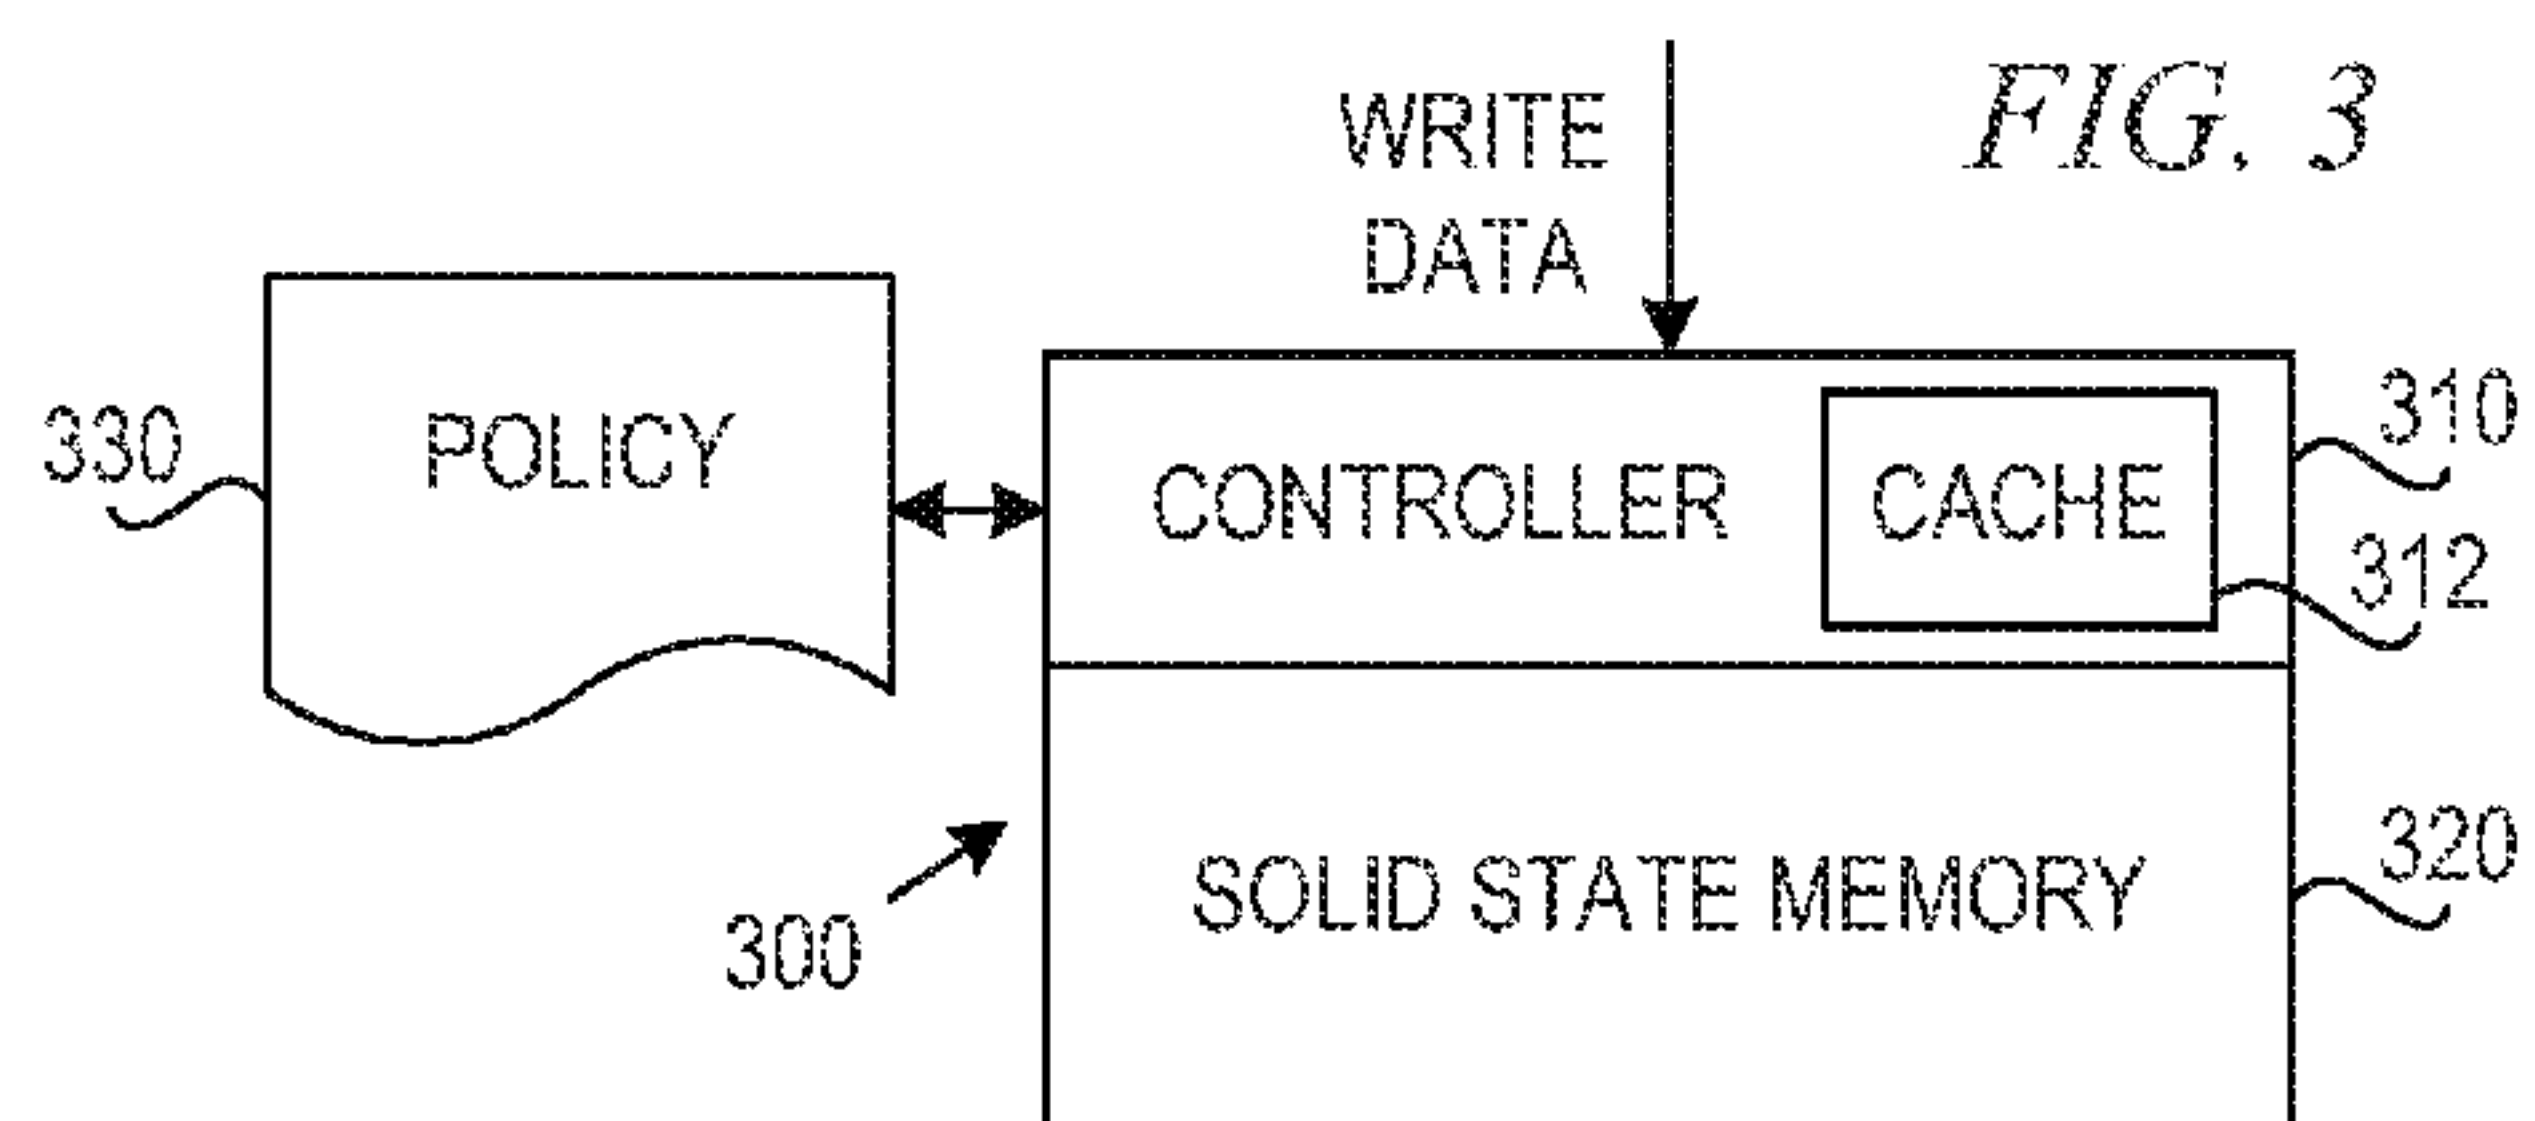 FIG. 3
WRITE
DATA
330
POLICY
CONTROLLER
CACHE
310
312
300
SOLID STATE MEMORY
320